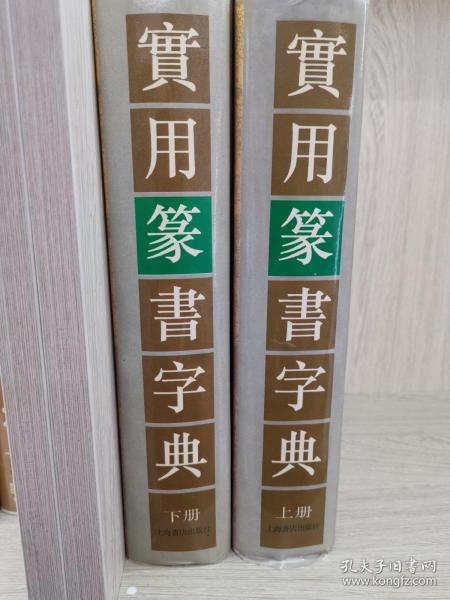 實用篆書字典
下册
上海書店出版社
實用篆書字典
上册
上海書店出版社
孔夫子旧书网
www.kongfz.com